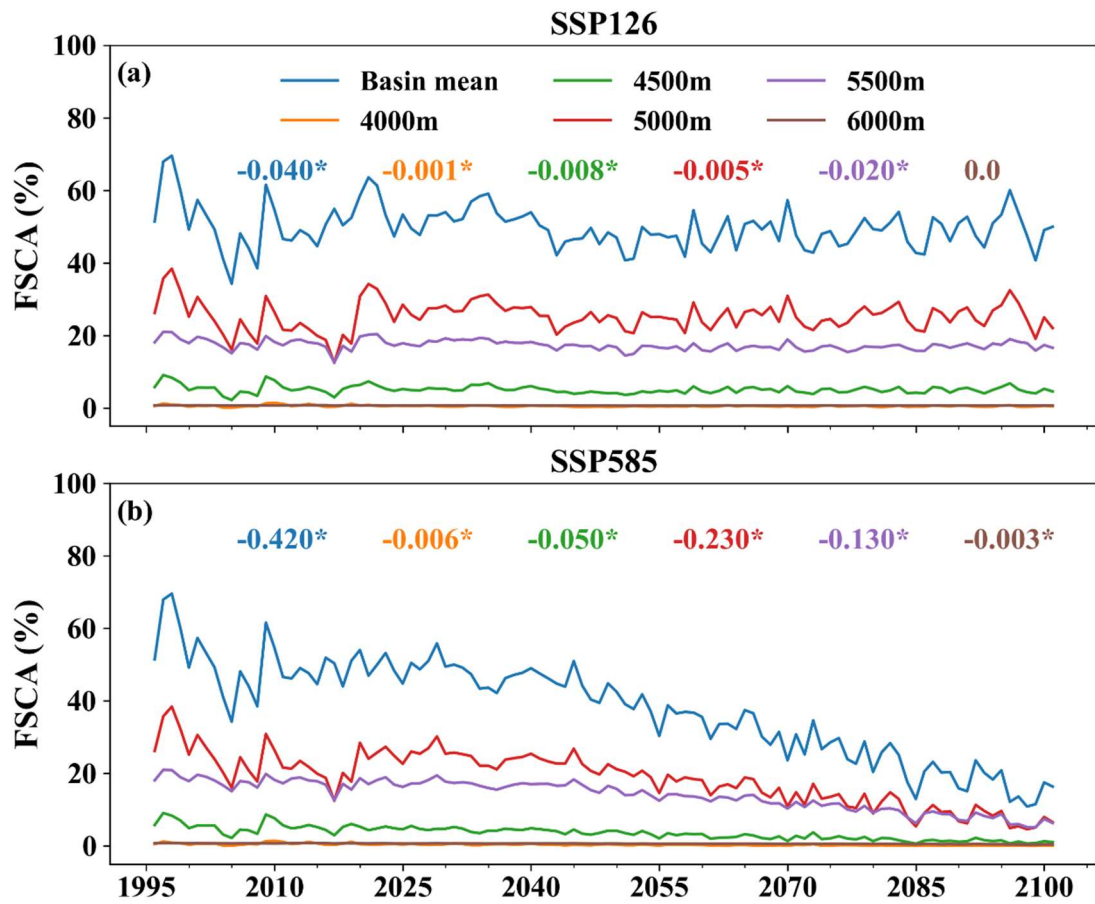 SSP126
100
(a)
Basin mean 4500m 5500m
4000m 5000m 6000m
80
-0.040* -0.001* -0.008* -0.005* -0.020* 0.0
60
FSCA (%)
40
20
0
SSP585
100
(b)
-0.420* -0.006* -0.050* -0.230* -0.130* -0.003*
80
60
FSCA (%)
40
20
0
1995 2010 2025 2040 2055 2070 2085 2100